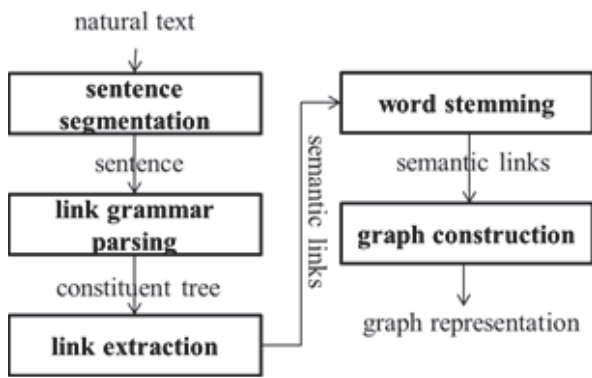 natural text
sentence
segmentation
sentence
link grammar
parsing
constituent tree
link extraction
semantic links
word stemming
semantic links
graph construction
graph representation